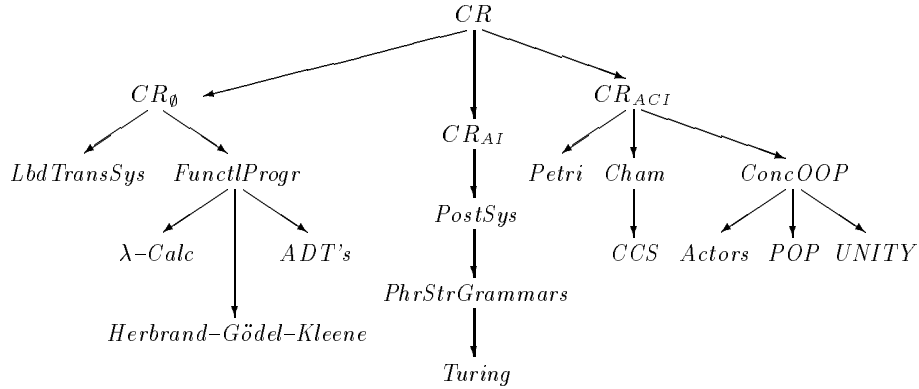 CR
CR∅ CR_ACI
CR_AI
LbdTransSys FunctlProgr Petri Cham ConcOOP
PostSys
λ–Calc ADT's CCS Actors POP UNITY
PhrStrGrammars
Herbrand–Gödel–Kleene
Turing